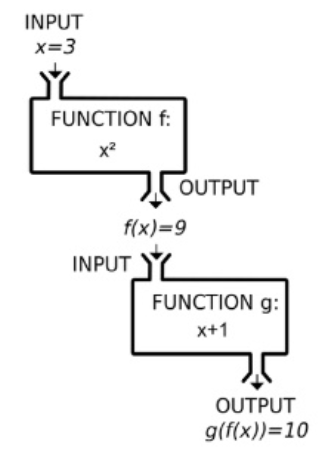 INPUT
x=3
FUNCTION f:
x²
OUTPUT
f(x)=9
INPUT
FUNCTION g:
x+1
OUTPUT
g(f(x))=10